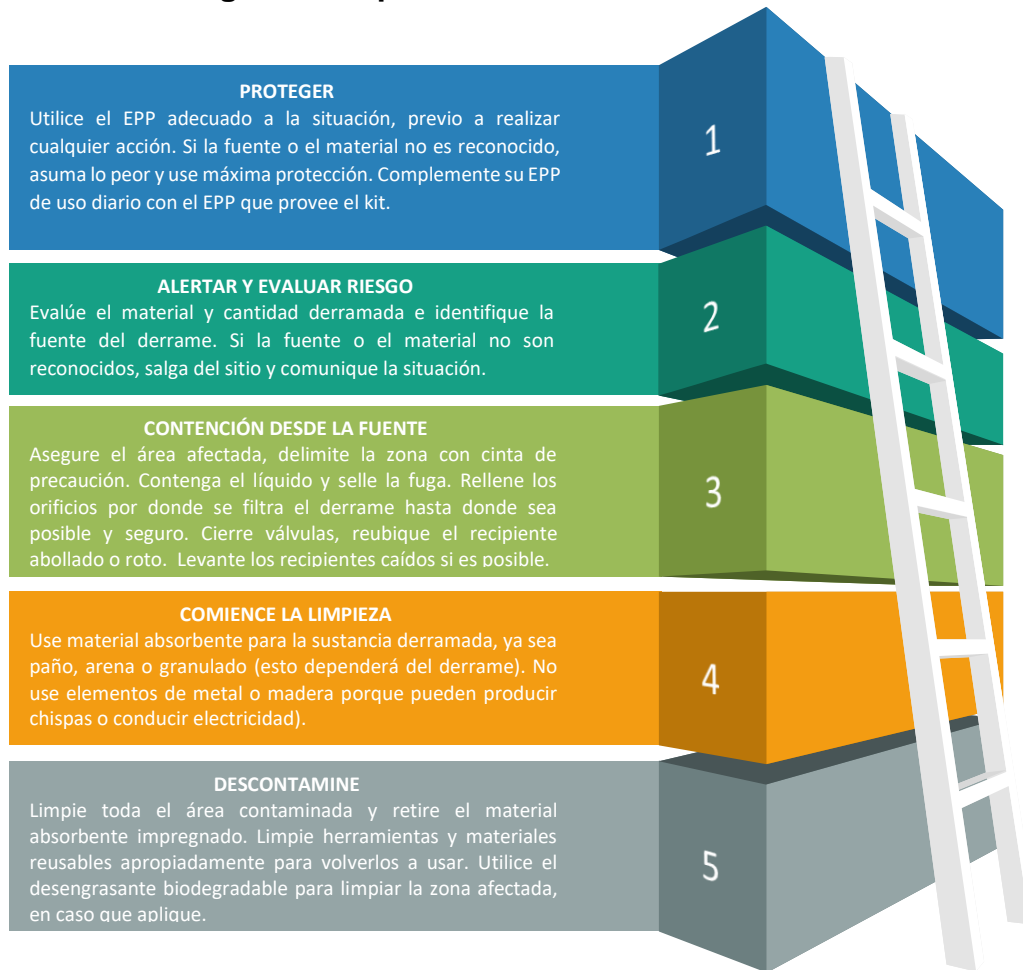 PROTEGER
Utilice el EPP adecuado a la situación, previo a realizar
cualquier acción. Si la fuente o el material no es reconocido,
asuma lo peor y use máxima protección. Complemente su EPP
de uso diario con el EPP que provee el kit.
1
ALERTAR Y EVALUAR RIESGO
Evalúe el material y cantidad derramada e identifique la
fuente del derrame. Si la fuente o el material no son
reconocidos, salga del sitio y comunique la situación.
2
CONTENCIÓN DESDE LA FUENTE
Asegure el área afectada, delimite la zona con cinta de
precaución. Contenga el líquido y selle la fuga. Rellene los
orificios por donde se filtra el derrame hasta donde sea
posible y seguro. Cierre válvulas, reubique el recipiente
abollado o roto. Levante los recipientes caídos si es posible.
3
COMIENCE LA LIMPIEZA
Use material absorbente para la sustancia derramada, ya sea
paño, arena o granulado (esto dependerá del derrame). No
use elementos de metal o madera porque pueden producir
chispas o conducir electricidad).
4
DESCONTAMINE
Limpie toda el área contaminada y retire el material
absorbente impregnado. Limpie herramientas y materiales
reusables apropiadamente para volverlos a usar. Utilice el
desengrasante biodegradable para limpiar la zona afectada,
en caso que aplique.
5